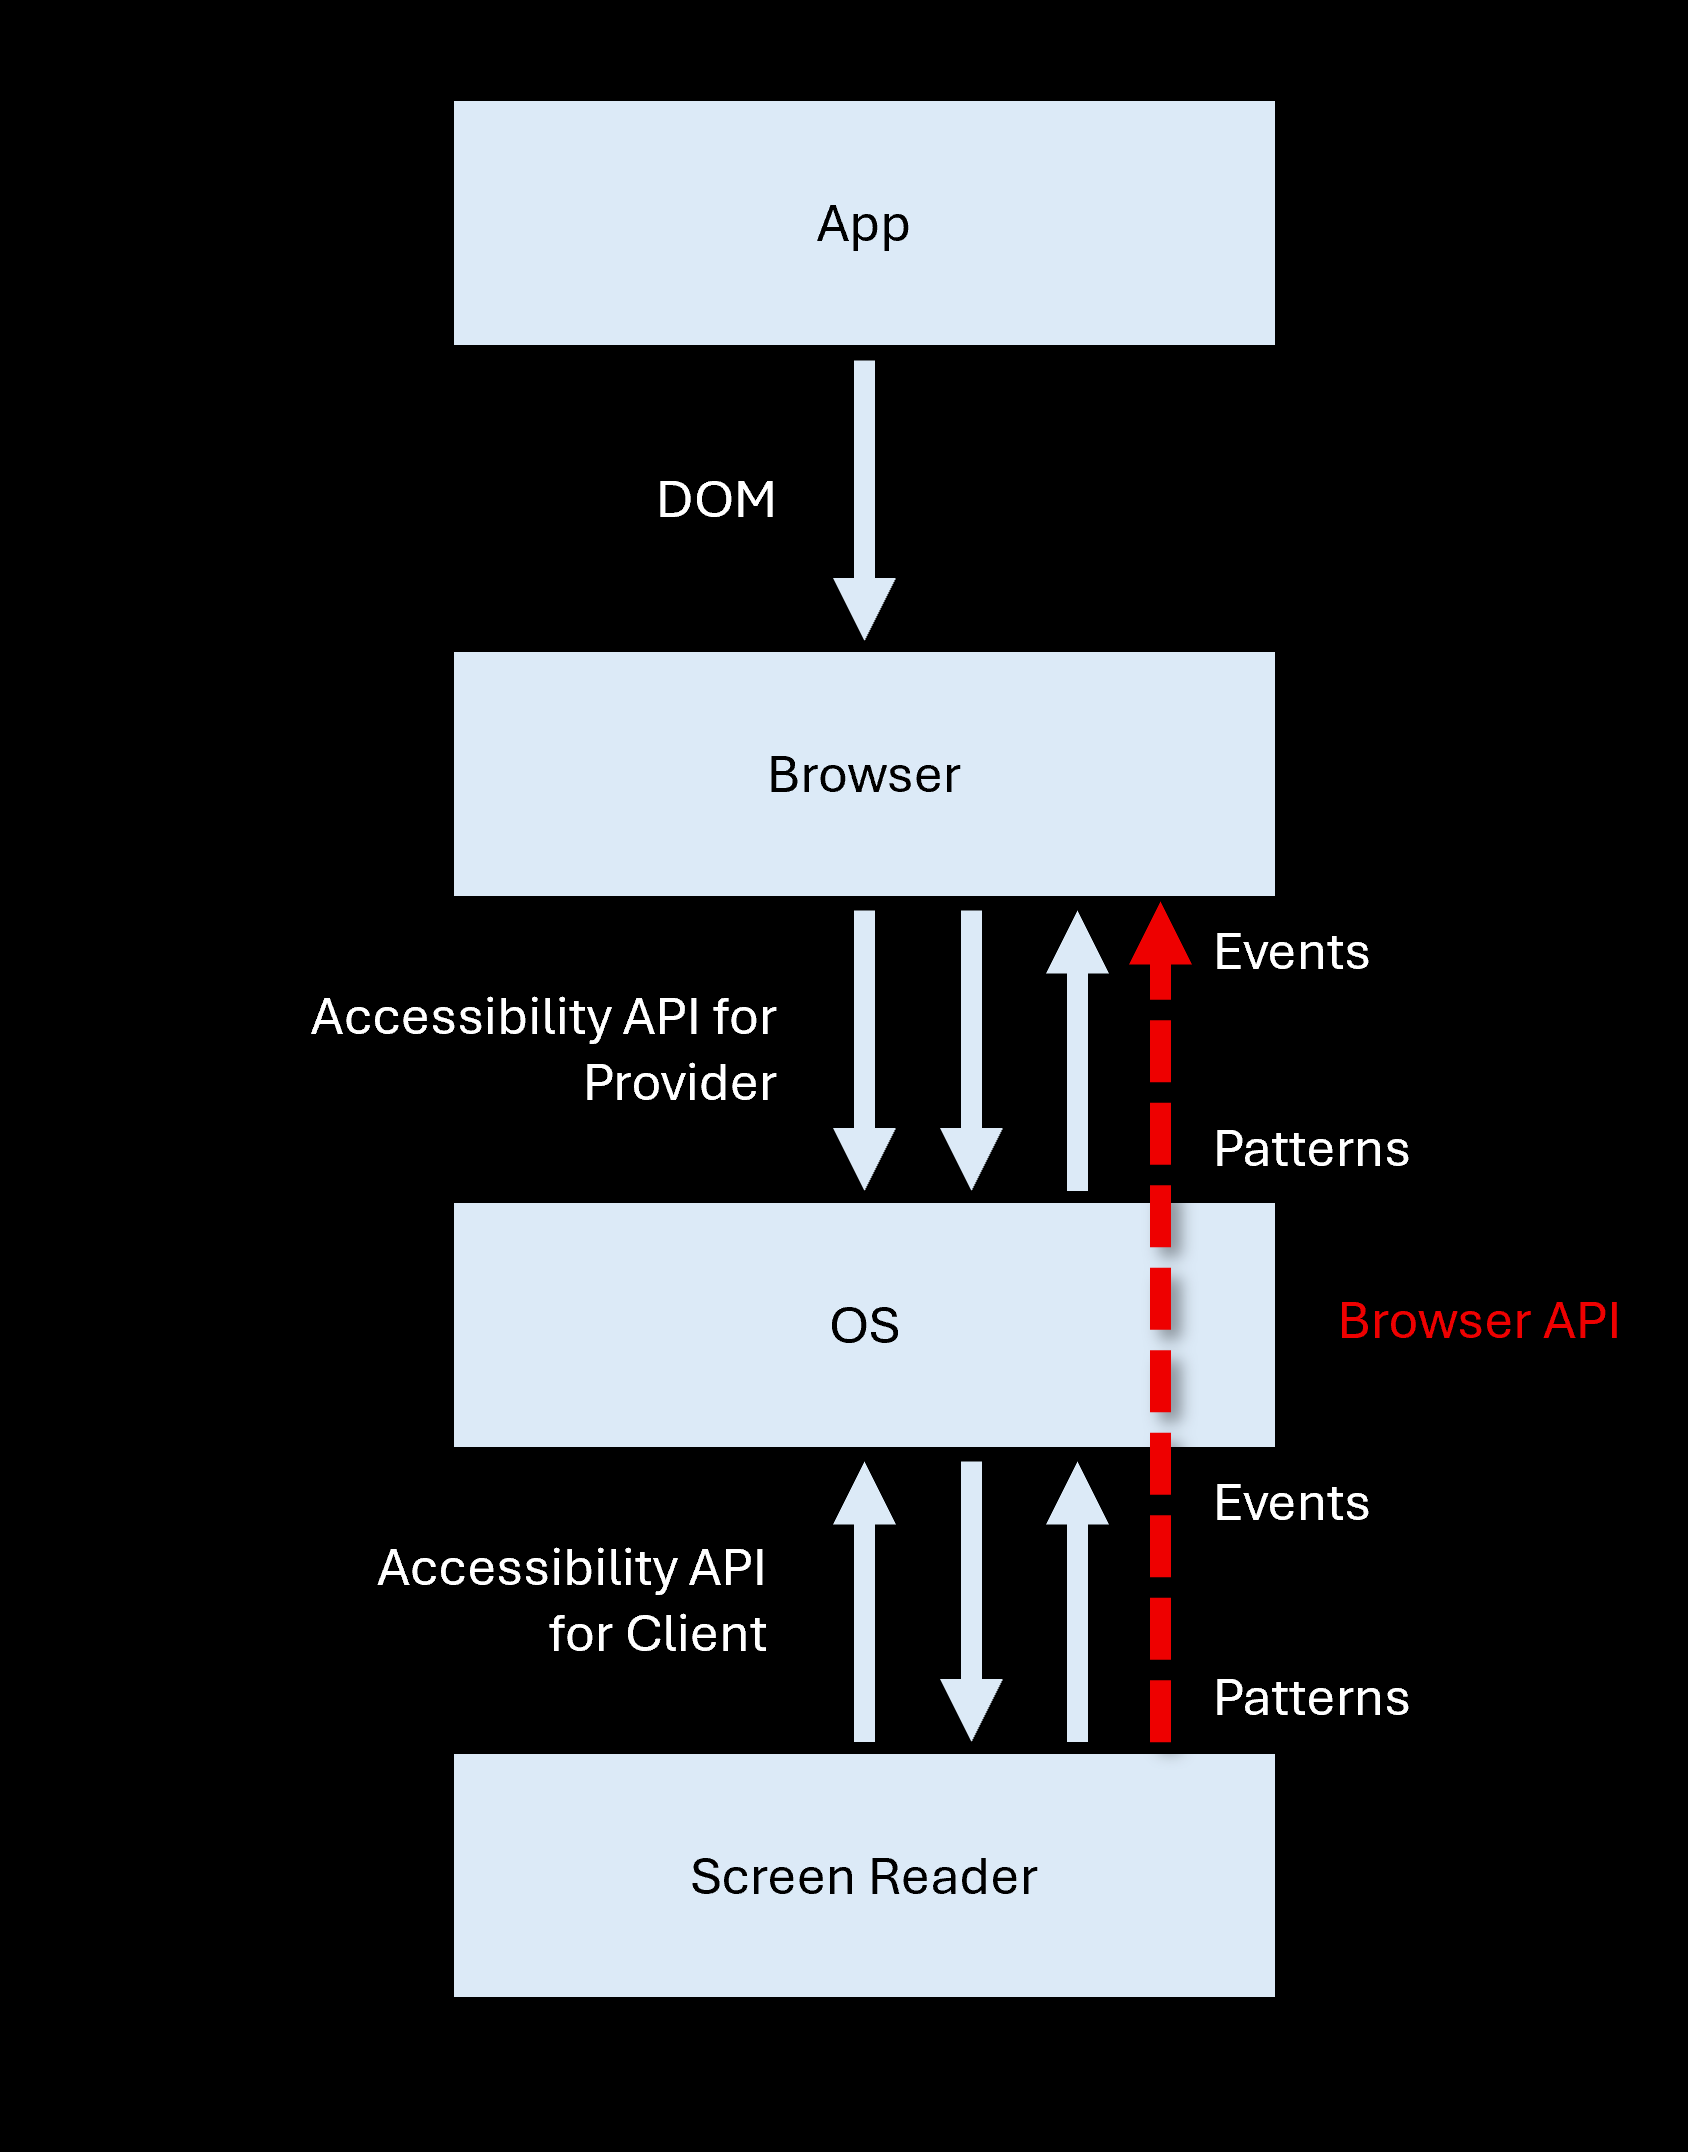 App
DOM
Browser
Events
Accessibility API for
Provider
Patterns
OS
Browser API
Events
Accessibility API
for Client
Patterns
Screen Reader